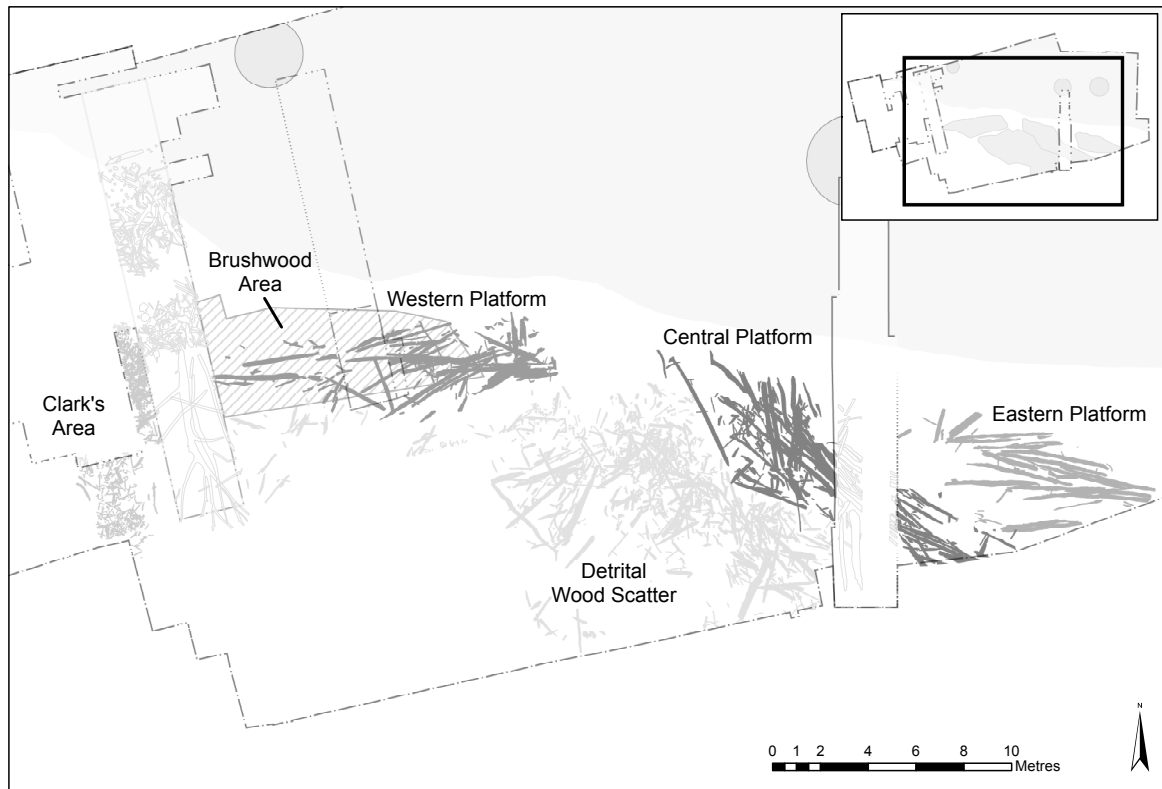 Brushwood
Area
Western Platform
Central Platform
Clark's
Area
Eastern Platform
Detrital
Wood Scatter
N
0 1 2 4 6 8 10
Metres